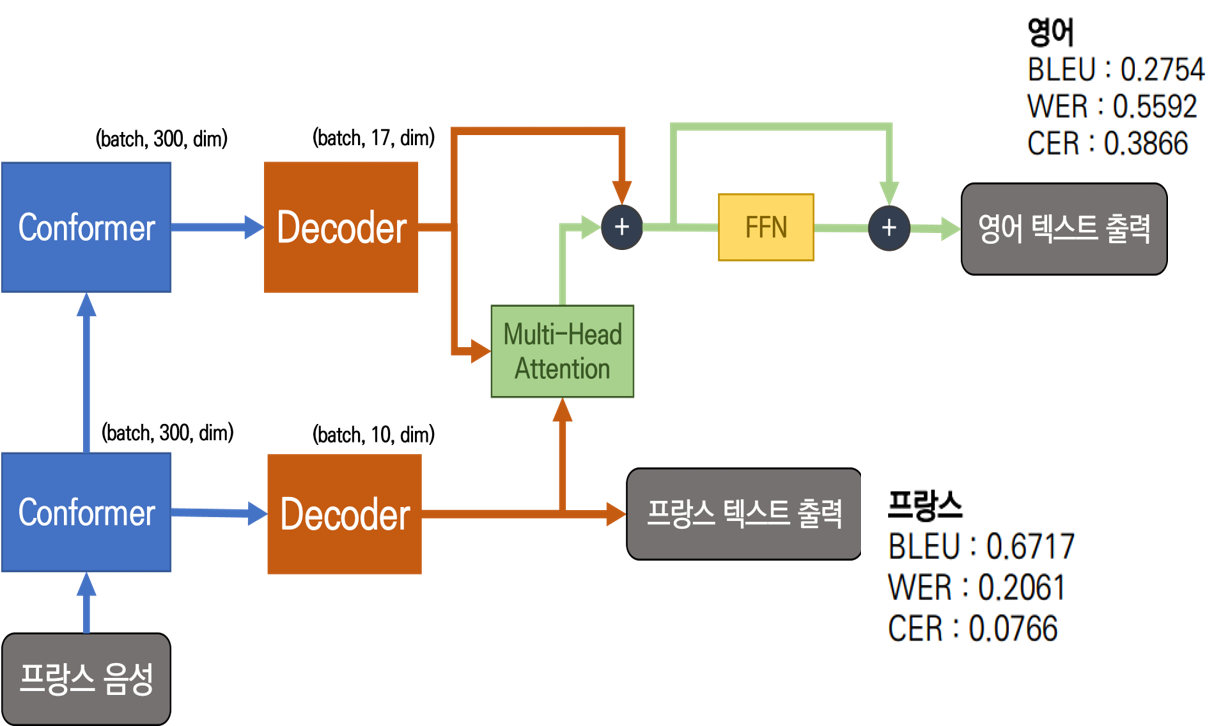 영어
BLEU : 0.2754
WER : 0.5592
CER : 0.3866
(batch, 300, dim)
(batch, 17, dim)
Conformer
Decoder
+
FFN
+
영어 텍스트 출력
Multi-Head
Attention
(batch, 300, dim)
(batch, 10, dim)
Conformer
Decoder
프랑스 텍스트 출력
프랑스
BLEU : 0.6717
WER : 0.2061
CER : 0.0766
프랑스 음성